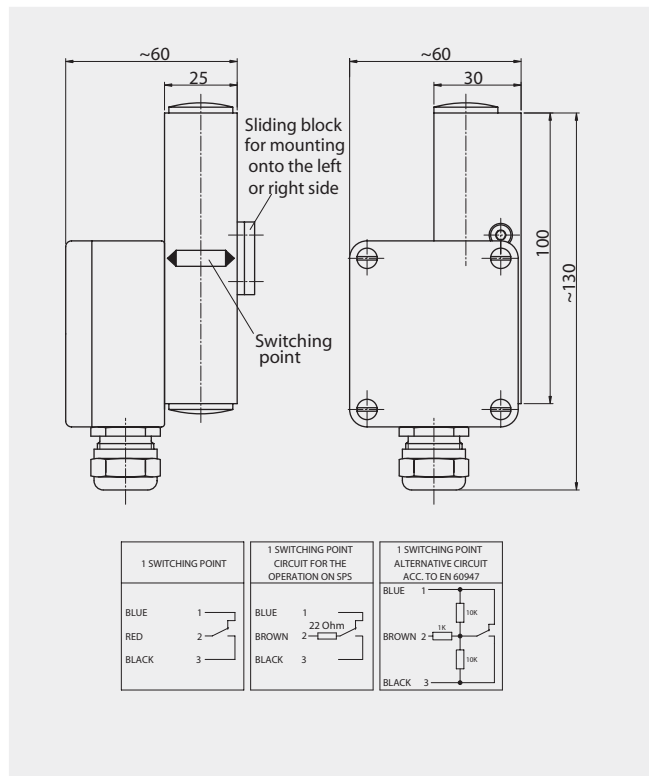 ~60
25
~60
30
Sliding block
for mounting
onto the left
or right side
100
~130
Switching
point
1 SWITCHING POINT
BLUE 1
RED 2
BLACK 3
1 SWITCHING POINT
CIRCUIT FOR THE
OPERATION ON SPS
BLUE 1
22 Ohm
BROWN 2
BLACK 3
1 SWITCHING POINT
ALTERNATIVE CIRCUIT
ACC. TO EN 60947
BLUE 1
10K
1K
BROWN 2
10K
BLACK 3